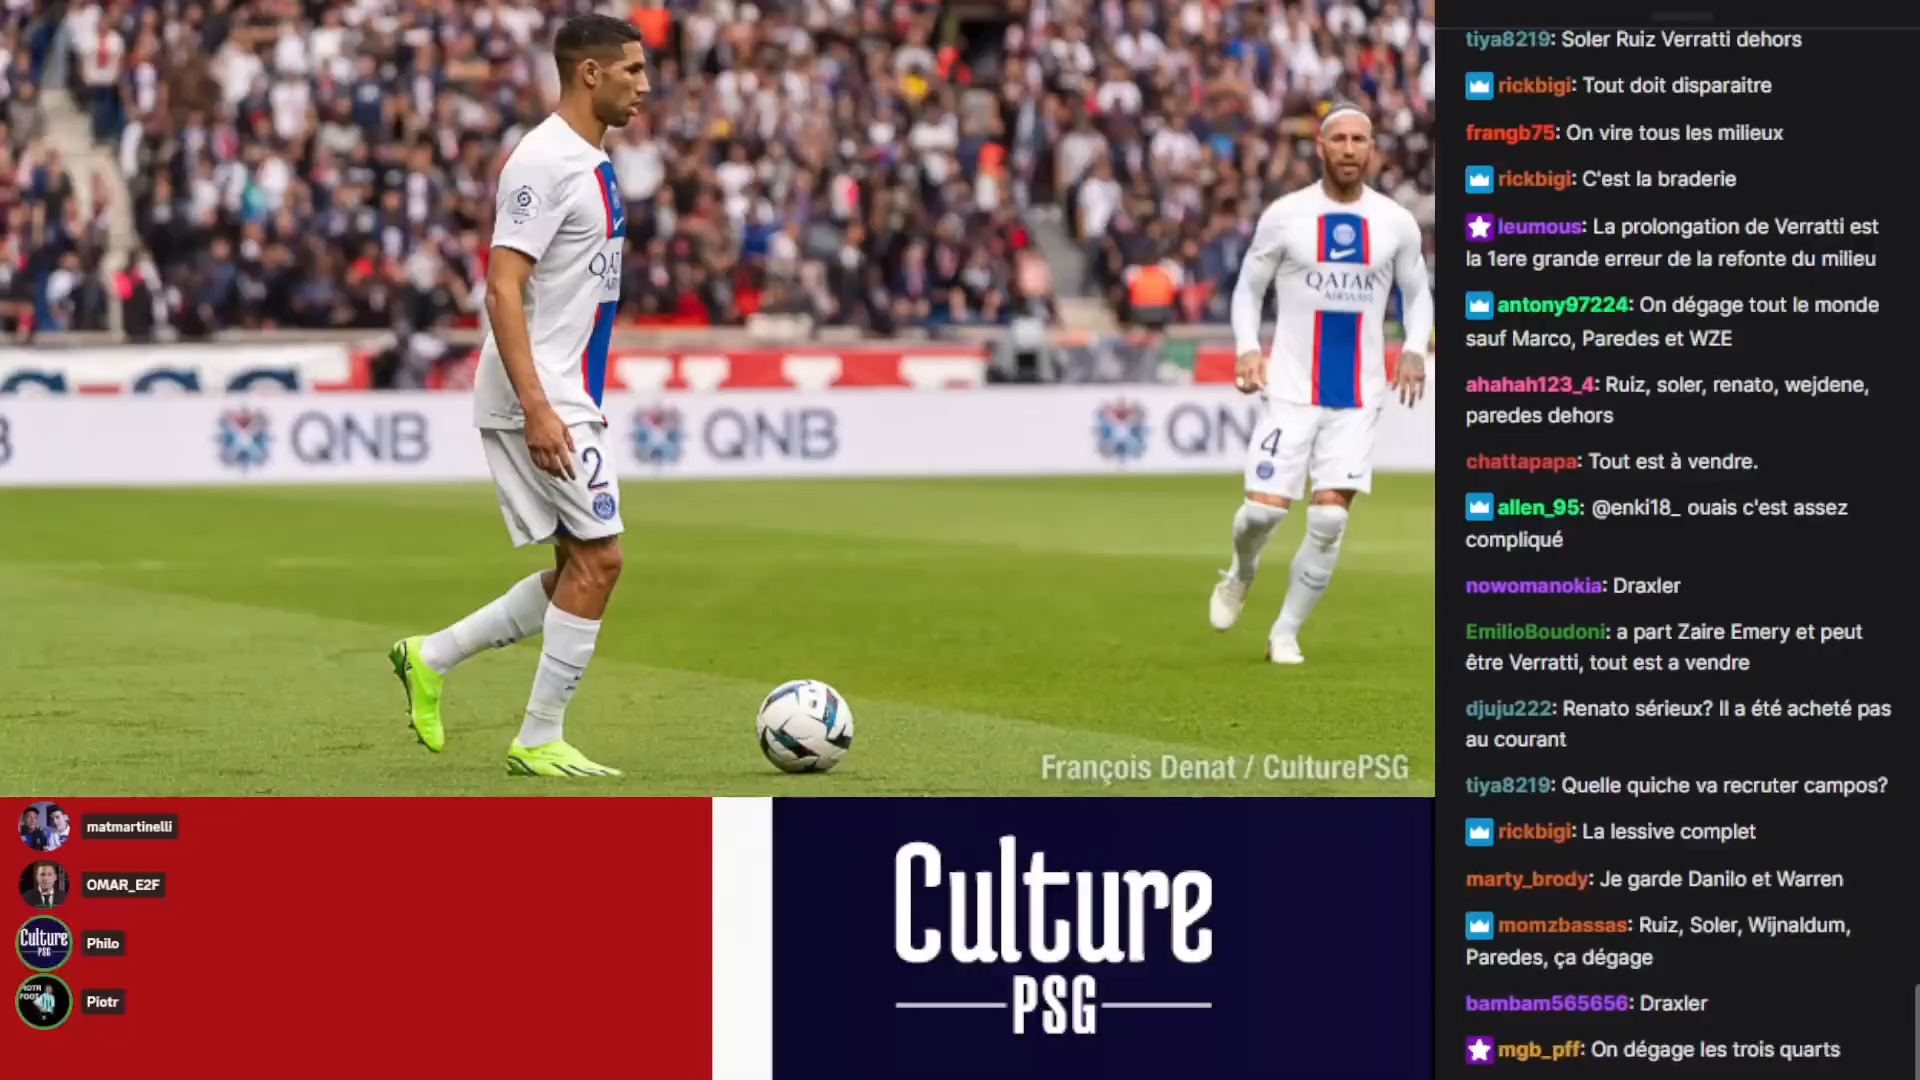 QATAR
AIRWAYS
2
4
QNB
QNB
QN
François Denat / CulturePSG
matmartinelli
OMAR_E2F
Culture
PSG
Philo
Piotr
Culture
PSG
tiya8219: Soler Ruiz Verratti dehors
rickbigi: Tout doit disparaitre
frangb75: On vire tous les milieux
rickbigi: C'est la braderie
leumous: La prolongation de Verratti est
la 1ere grande erreur de la refonte du milieu
antony97224: On dégage tout le monde
sauf Marco, Paredes et WZE
ahahah123_4: Ruiz, soler, renato, wejdene,
paredes dehors
chattapapa: Tout est à vendre.
allen_95: @enki18_ ouais c'est assez
compliqué
nowomanokia: Draxler
EmilioBoudoni: a part Zaire Emery et peut
être Verratti, tout est a vendre
djuju222: Renato sérieux? Il a été acheté pas
au courant
tiya8219: Quelle quiche va recruter campos?
rickbigi: La lessive complet
marty_brody: Je garde Danilo et Warren
momzbassas: Ruiz, Soler, Wijnaldum,
Paredes, ça dégage
bambam565656: Draxler
mgb_pff: On dégage les trois quarts